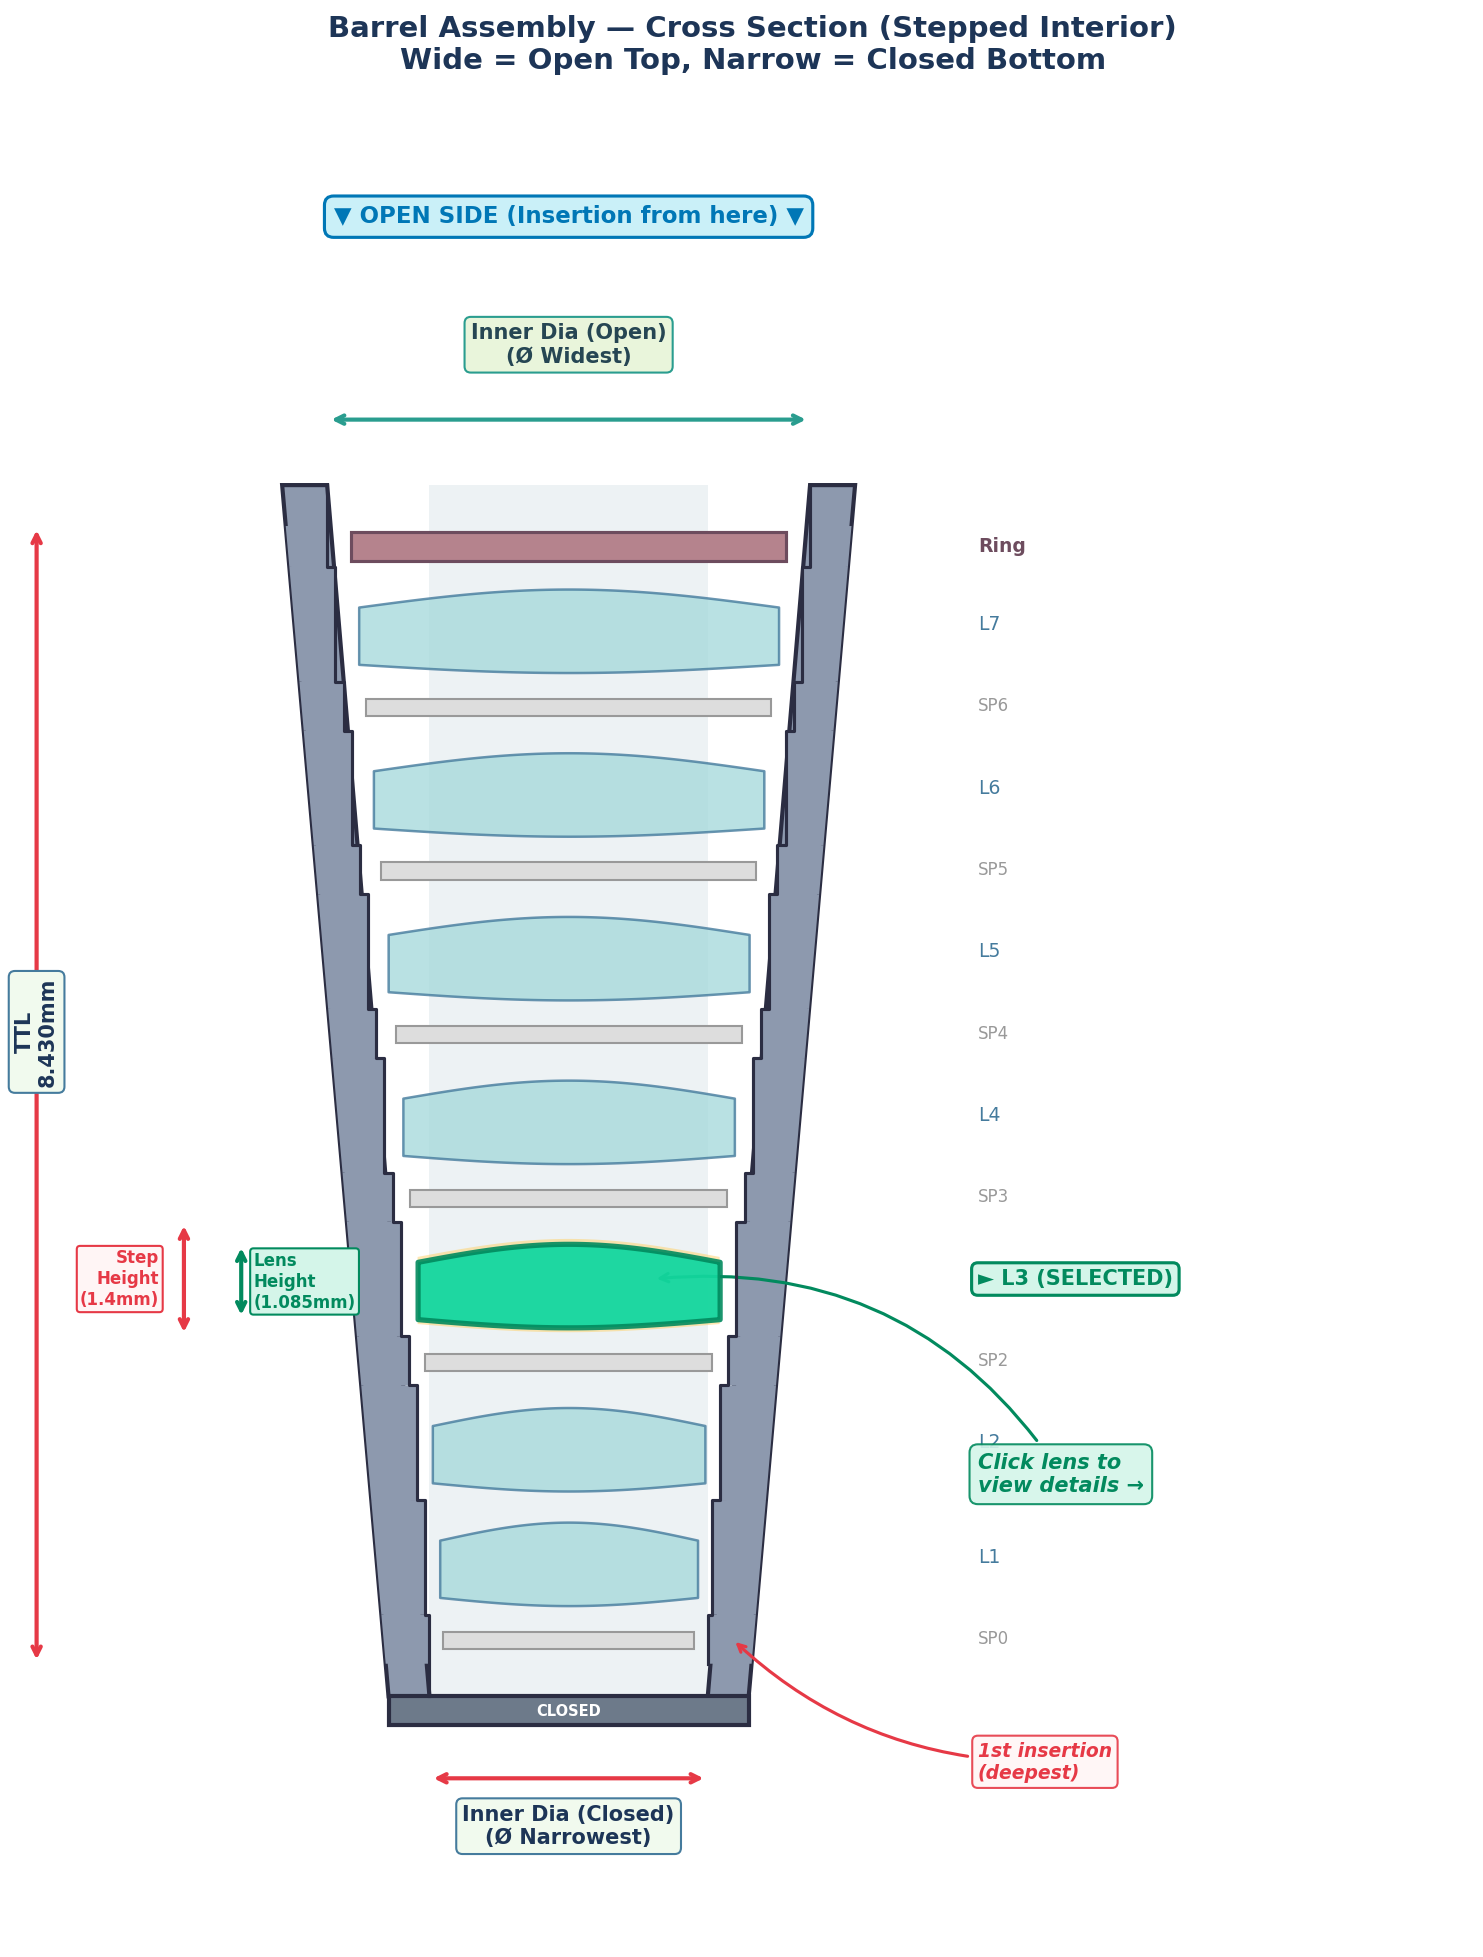 Barrel Assembly — Cross Section (Stepped Interior)
Wide = Open Top, Narrow = Closed Bottom
▼ OPEN SIDE (Insertion from here) ▼
Inner Dia (Open)
(Ø Widest)
Ring
L7
SP6
L6
SP5
L5
SP4
TTL
8.430mm
L4
SP3
Step
Height
(1.4mm)
Lens
Height
(1.085mm)
► L3 (SELECTED)
SP2
L2
Click lens to
view details →
L1
SP0
CLOSED
1st insertion
(deepest)
Inner Dia (Closed)
(Ø Narrowest)